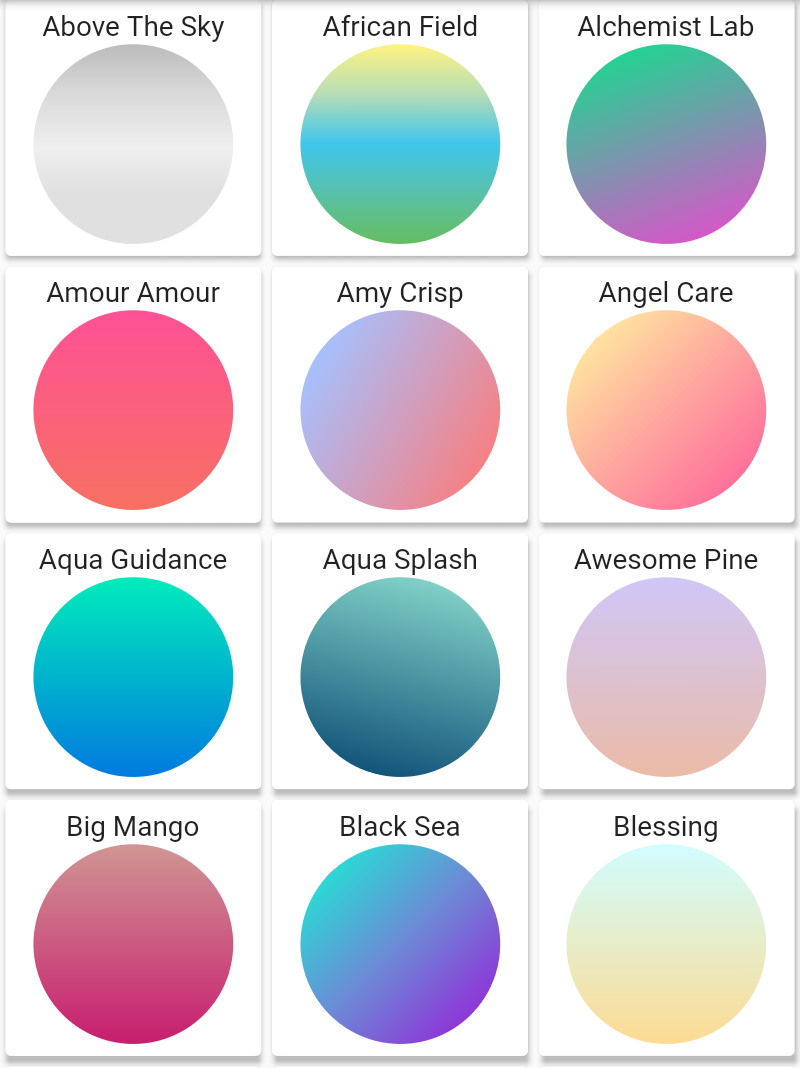 Above The Sky
African Field
Alchemist Lab
Amour Amour
Amy Crisp
Angel Care
Aqua Guidance
Aqua Splash
Awesome Pine
Big Mango
Black Sea
Blessing